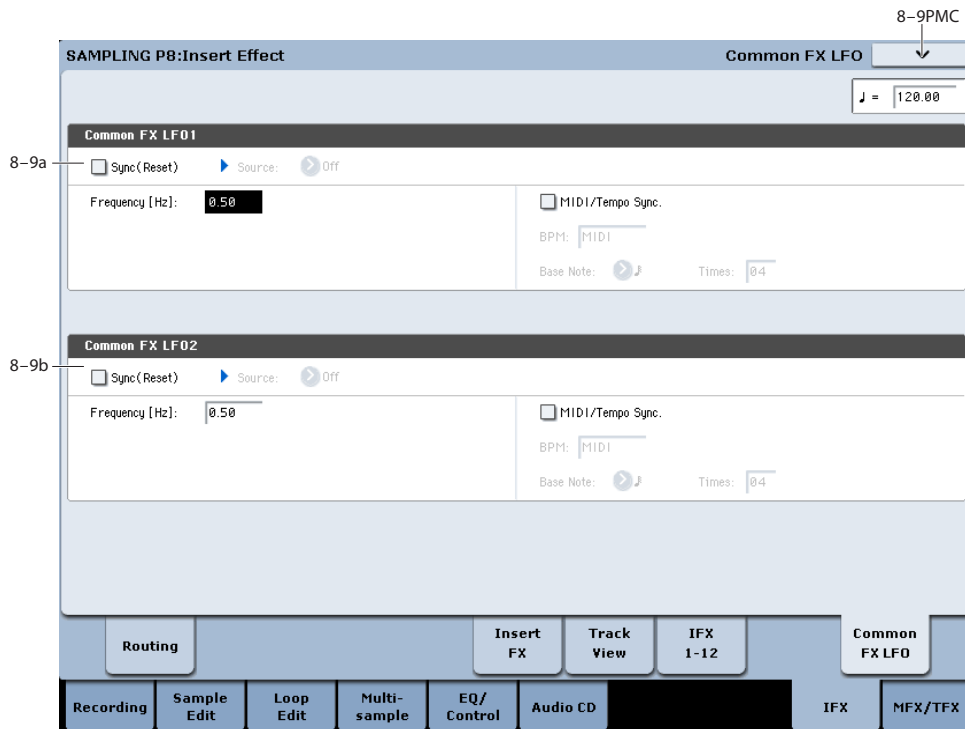 8–9PMC
SAMPLING P8:Insert Effect Common FX LFO
♩ = 120.00
Common FX LFO1
8–9a
Sync(Reset) Source: Off
Frequency [Hz]: 0.50 MIDI/Tempo Sync.
BPM: MIDI
Base Note: ♩ Times: 04
Common FX LFO2
8–9b
Sync(Reset) Source: Off
Frequency [Hz]: 0.50 MIDI/Tempo Sync.
BPM: MIDI
Base Note: ♩ Times: 04
Routing
Insert
FX
Track
View
IFX
1-12
Common
FX LFO
Recording
Sample
Edit
Loop
Edit
Multi-
sample
EQ/
Control
Audio CD
IFX
MFX/TFX